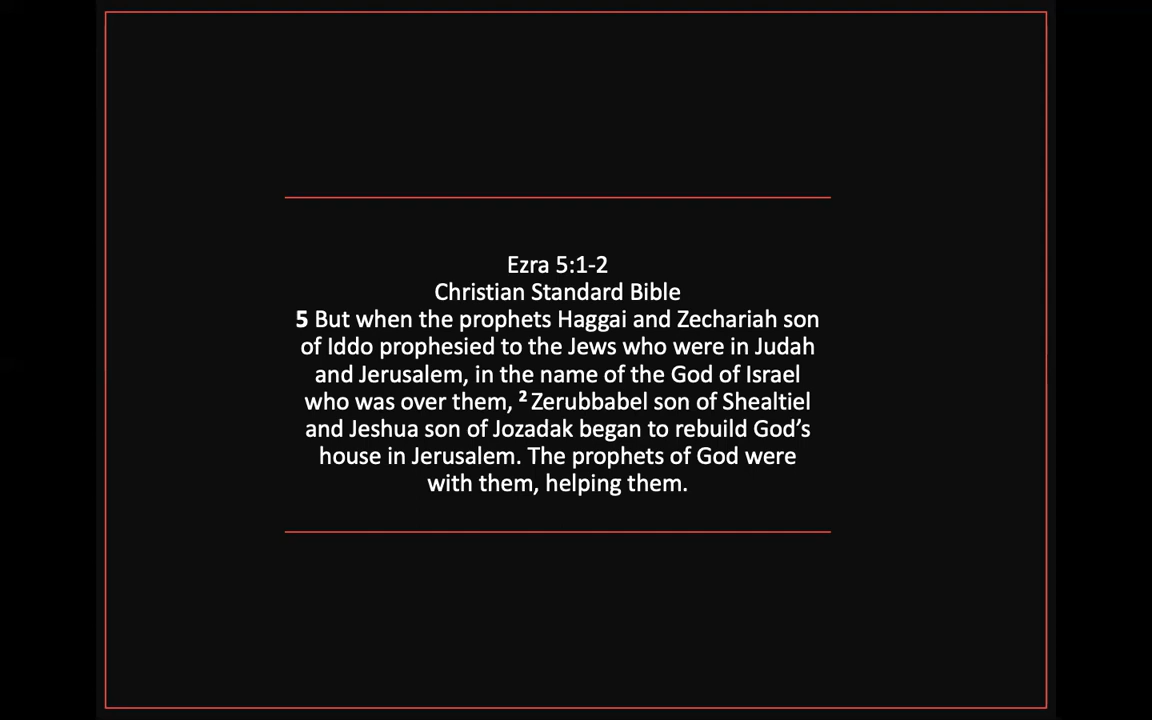 Ezra 5:1-2
Christian Standard Bible
5 But when the prophets Haggai and Zechariah son
of Iddo prophesied to the Jews who were in Judah
and Jerusalem, in the name of the God of Israel
who was over them, ² Zerubbabel son of Shealtiel
and Jeshua son of Jozadak began to rebuild God’s
house in Jerusalem. The prophets of God were
with them, helping them.